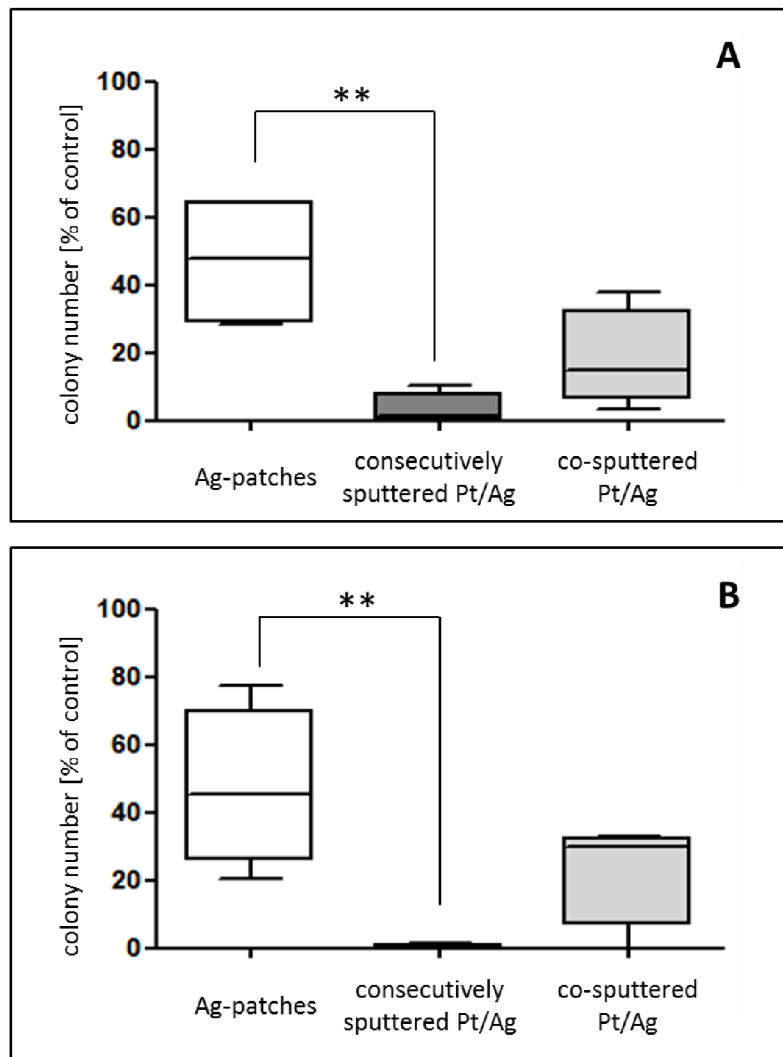 A
colony number [% of control]
100
80
60
40
20
0
**
Ag-patches
consecutively
sputtered Pt/Ag
co-sputtered
Pt/Ag
B
colony number [% of control]
100
80
60
40
20
0
**
Ag-patches
consecutively
sputtered Pt/Ag
co-sputtered
Pt/Ag